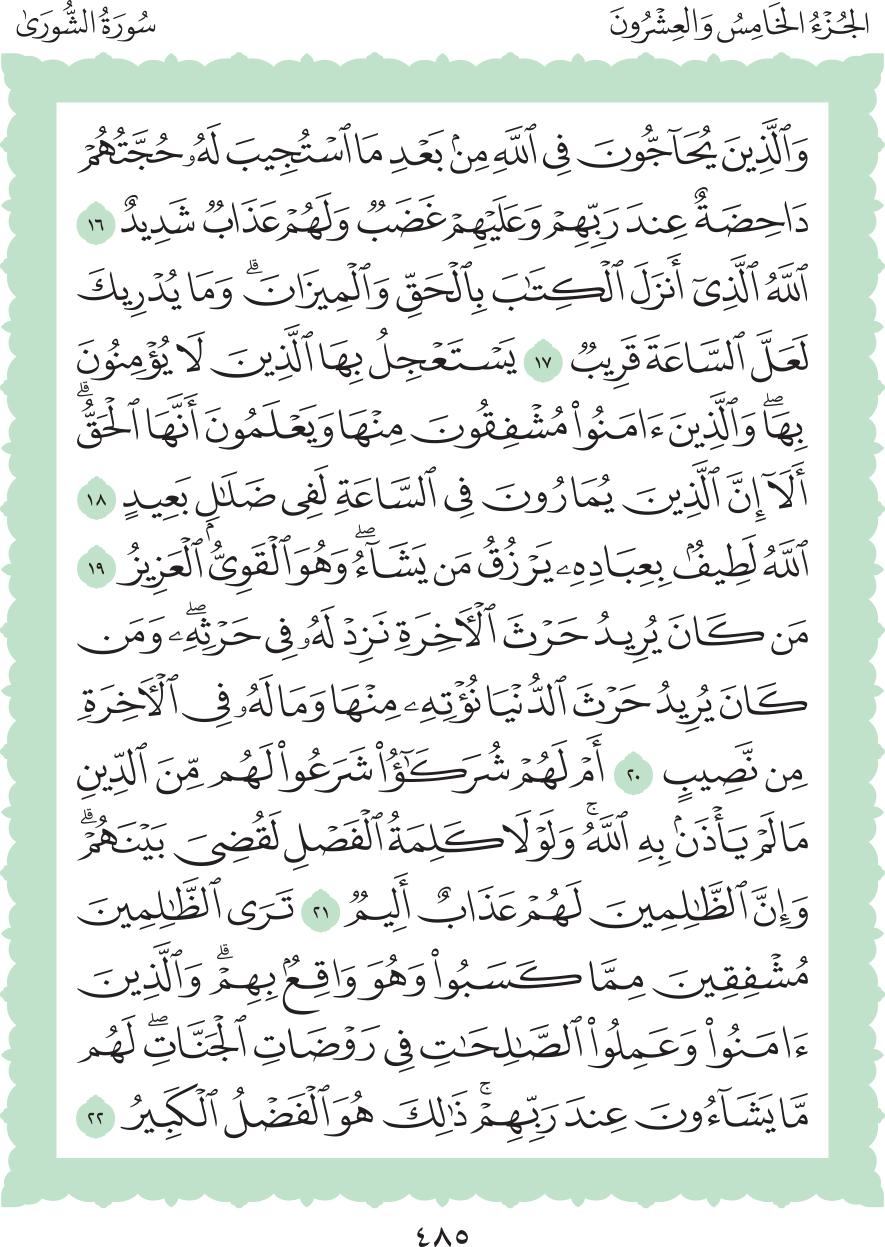 الجُزْءُ الخَامِسُ وَالعِشْرُونَ
سُورَةُ الشُّورَىٰ
وَٱلَّذِينَ يُحَآجُّونَ فِي ٱللَّهِ مِنۢ بَعْدِ مَا ٱسْتُجِيبَ لَهُۥ حُجَّتُهُمْ
دَاحِضَةٌ عِندَ رَبِّهِمْ وَعَلَيْهِمْ غَضَبٌ وَلَهُمْ عَذَابٌ شَدِيدٌ ١٦
ٱللَّهُ ٱلَّذِيٓ أَنزَلَ ٱلْكِتَٰبَ بِٱلْحَقِّ وَٱلْمِيزَانَۗ وَمَا يُدْرِيكَ
لَعَلَّ ٱلسَّاعَةَ قَرِيبٌ ١٧ يَسْتَعْجِلُ بِهَا ٱلَّذِينَ لَا يُؤْمِنُونَ
بِهَاۖ وَٱلَّذِينَ ءَامَنُوا۟ مُشْفِقُونَ مِنْهَا وَيَعْلَمُونَ أَنَّهَا ٱلْحَقُّۗ
أَلَآ إِنَّ ٱلَّذِينَ يُمَارُونَ فِي ٱلسَّاعَةِ لَفِي ضَلَٰلٍۭ بَعِيدٍ ١٨
ٱللَّهُ لَطِيفٌۢ بِعِبَادِهِۦ يَرْزُقُ مَن يَشَآءُۖ وَهُوَ ٱلْقَوِيُّ ٱلْعَزِيزُ ١٩
مَن كَانَ يُرِيدُ حَرْثَ ٱلْأٓخِرَةِ نَزِدْ لَهُۥ فِي حَرْثِهِۦۖ وَمَن
كَانَ يُرِيدُ حَرْثَ ٱلدُّنْيَا نُؤْتِهِۦ مِنْهَا وَمَا لَهُۥ فِي ٱلْأٓخِرَةِ
مِن نَّصِيبٍ ٢٠ أَمْ لَهُمْ شُرَكَٰٓؤُا۟ شَرَعُوا۟ لَهُم مِّنَ ٱلدِّينِ
مَا لَمْ يَأْذَنۢ بِهِ ٱللَّهُۚ وَلَوْلَا كَلِمَةُ ٱلْفَصْلِ لَقُضِيَ بَيْنَهُمْۗ
وَإِنَّ ٱلظَّٰلِمِينَ لَهُمْ عَذَابٌ أَلِيمٌ ٢١ تَرَى ٱلظَّٰلِمِينَ
مُشْفِقِينَ مِمَّا كَسَبُوا۟ وَهُوَ وَاقِعٌۢ بِهِمْۗ وَٱلَّذِينَ
ءَامَنُوا۟ وَعَمِلُوا۟ ٱلصَّٰلِحَٰتِ فِي رَوْضَاتِ ٱلْجَنَّاتِۖ لَهُم
مَّا يَشَآءُونَ عِندَ رَبِّهِمْۚ ذَٰلِكَ هُوَ ٱلْفَضْلُ ٱلْكَبِيرُ ٢٢
٤٨٥